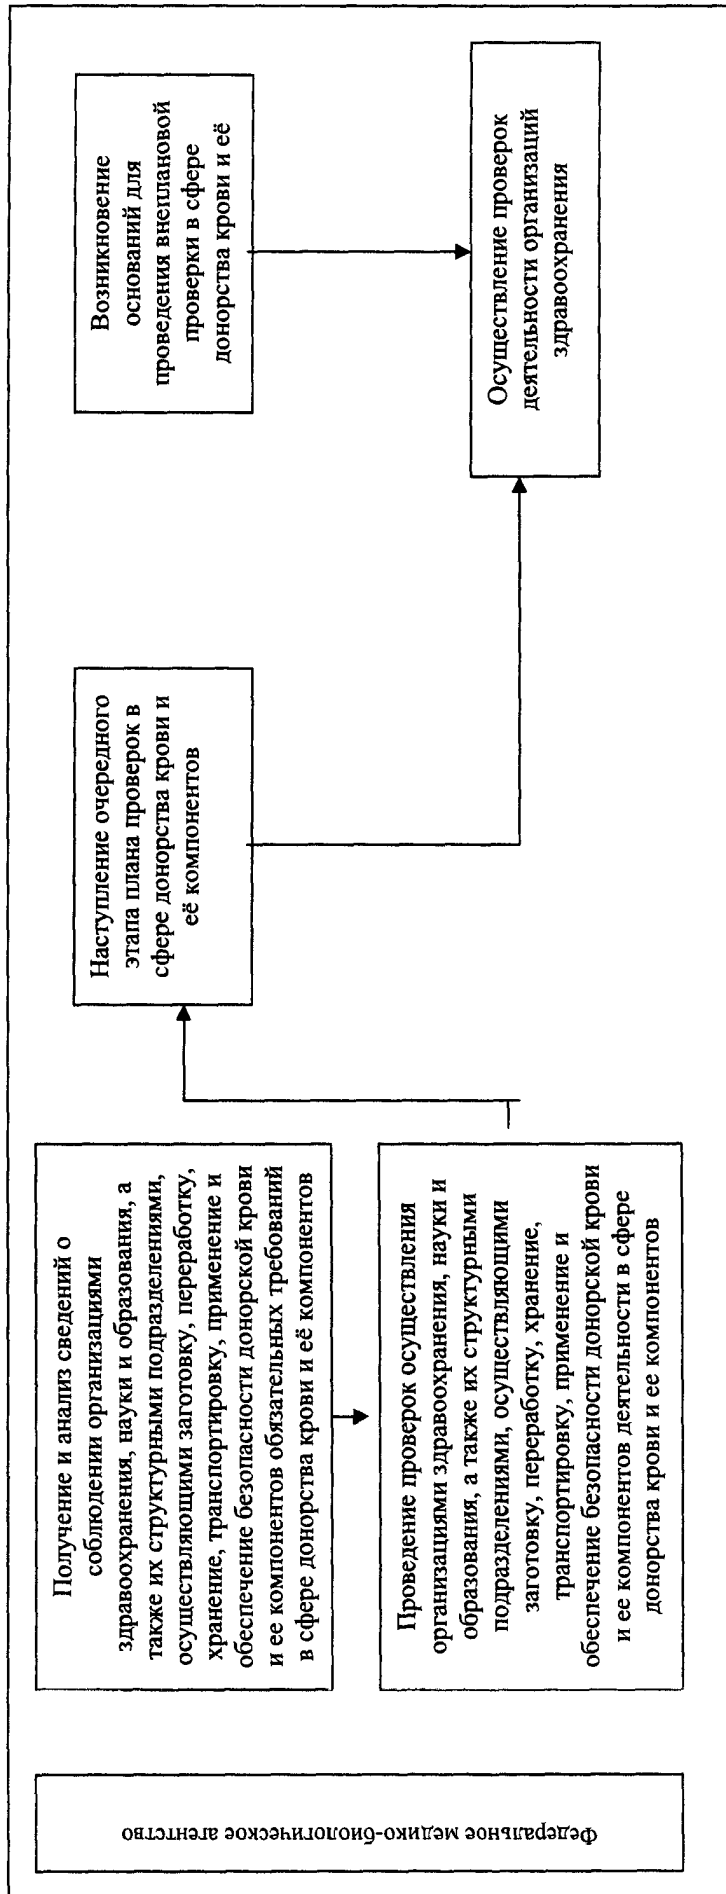 Федеральное медико-биологическое агентство
Получение и анализ сведений о
соблюдении организациями
здравоохранения, науки и образования, а
также их структурными подразделениями,
осуществляющими заготовку, переработку,
хранение, транспортировку, применение и
обеспечение безопасности донорской крови
и ее компонентов обязательных требований
в сфере донорства крови и её компонентов
Проведение проверок осуществления
организациями здравоохранения, науки и
образования, а также их структурными
подразделениями, осуществляющими
заготовку, переработку, хранение,
транспортировку, применение и
обеспечение безопасности донорской крови
и ее компонентов деятельности в сфере
донорства крови и ее компонентов
Наступление очередного
этапа плана проверок в
сфере донорства крови и
её компонентов
Возникновение
оснований для
проведения внеплановой
проверки в сфере
донорства крови и её
Осуществление проверок
деятельности организаций
здравоохранения